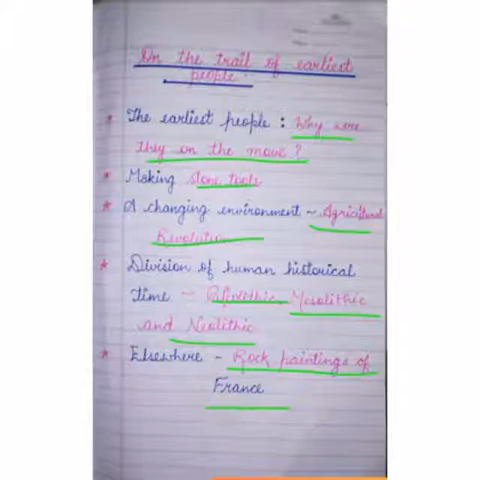 On the trail of earliest
people
* The earliest people : Why were
they on the move?
* Making stone tools
* A changing environment - Agricultural
Revolution
* Division of human historical
time - Mesolithic
and Neolithic
* Elsewhere - Rock paintings of
France